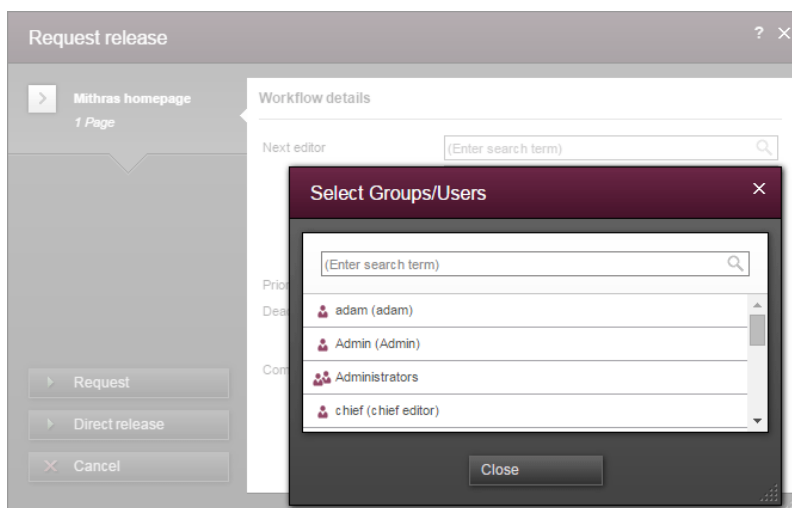 Request release
?
Mithras homepage
1 Page
Workflow details
Next editor
(Enter search term)
Select Groups/Users
(Enter search term)
Prior
adam (adam)
Admin (Admin)
Administrators
chief (chief editor)
Request
Direct release
Cancel
Close